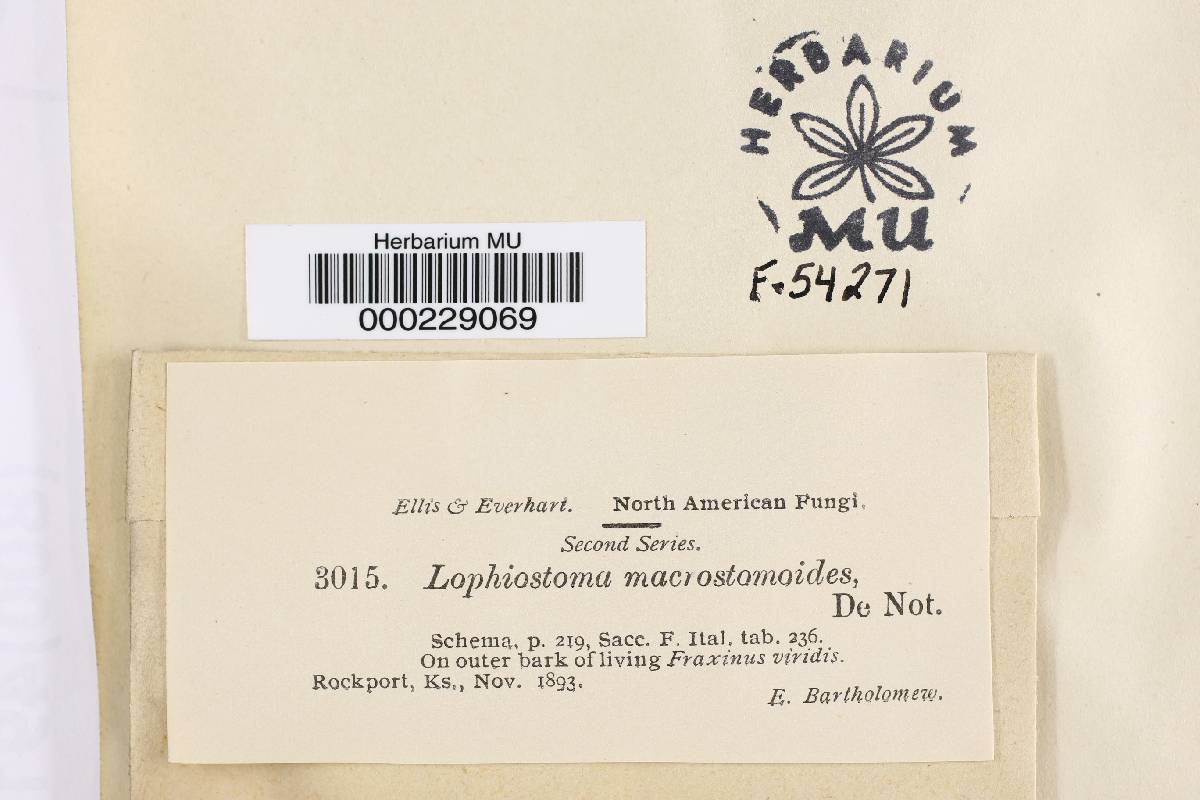 HERBARIUM
MU
F-54271
Herbarium MU
000229069
Ellis & Everhart. North American Fungi.
Second Series.
3015. Lophiostoma macrostomoides,
De Not.
Schema, p. 219, Sacc. F. Ital. tab. 236.
On outer bark of living Fraxinus viridis.
Rockport, Ks., Nov. 1893.
E. Bartholomew.